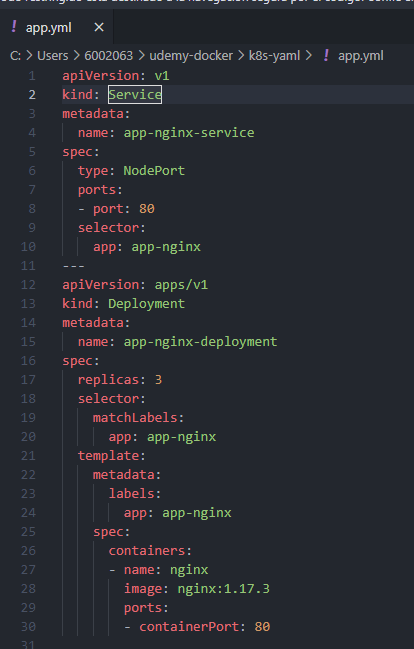 app.yml
C: > Users > 6002063 > udemy-docker > k8s-yaml > ! app.yml
1 apiVersion: v1
2 kind: Service
3 metadata:
4   name: app-nginx-service
5 spec:
6   type: NodePort
7   ports:
8   - port: 80
9   selector:
10     app: app-nginx
11 ---
12 apiVersion: apps/v1
13 kind: Deployment
14 metadata:
15   name: app-nginx-deployment
16 spec:
17   replicas: 3
18   selector:
19     matchLabels:
20       app: app-nginx
21   template:
22     metadata:
23       labels:
24         app: app-nginx
25     spec:
26       containers:
27       - name: nginx
28         image: nginx:1.17.3
29         ports:
30         - containerPort: 80
31